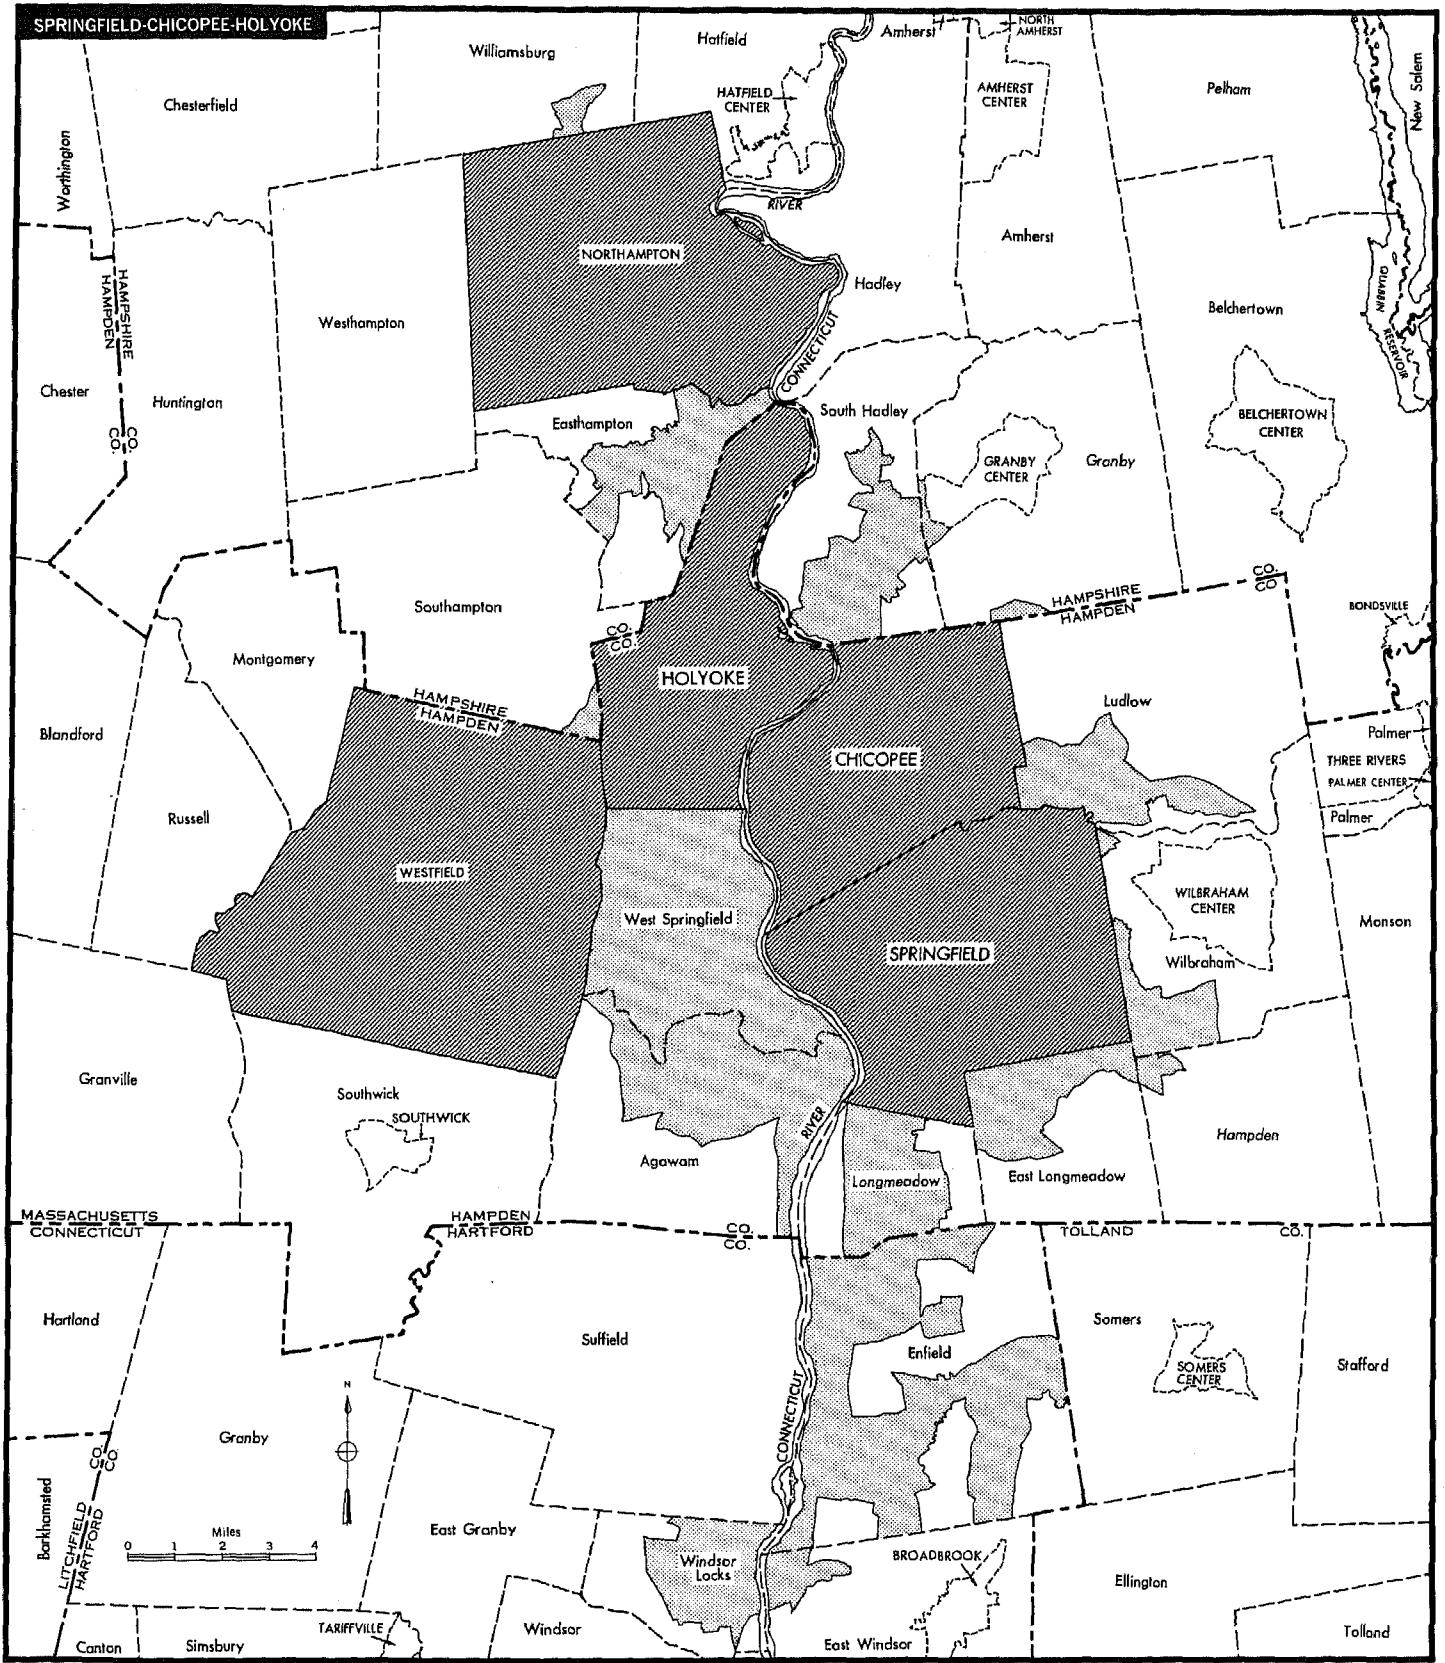 SPRINGFIELD-CHICOPEE-HOLYOKE
Williamsburg
Hatfield
Amherst
NORTH
AMHERST
New Salem
Chesterfield
HATFIELD
CENTER
AMHERST
CENTER
Pelham
Worthington
RIVER
NORTHAMPTON
Amherst
HAMPSHIRE
HAMPDEN
CO.
CO.
Westhampton
Hadley
CONNECTICUT
Belchertown
QUABBIN
RESERVOIR
Chester
Huntington
Easthampton
South Hadley
GRANBY
CENTER
Granby
BELCHERTOWN
CENTER
Southampton
CO.
CO.
HAMPSHIRE
HAMPDEN
CO.
CO.
BONDSVILLE
Montgomery
HOLYOKE
HAMPSHIRE
HAMPDEN
Ludlow
Blandford
CHICOPEE
Palmer
THREE RIVERS
PALMER CENTER
Palmer
Russell
WESTFIELD
West Springfield
SPRINGFIELD
WILBRAHAM
CENTER
Wilbraham
Monson
Granville
Southwick
SOUTHWICK
RIVER
Agawam
Longmeadow
East Longmeadow
Hampden
MASSACHUSETTS
CONNECTICUT
HAMPDEN
HARTFORD
CO.
CO.
TOLLAND
CO.
Hartland
Suffield
Enfield
Somers
SOMERS
CENTER
Stafford
CONNECTICUT
N
Granby
CO.
CO.
LITCHFIELD
HARTFORD
Barkhamsted
Miles
0 1 2 3 4
East Granby
Windsor
Locks
BROADBROOK
Ellington
Canton
Simsbury
TARIFFVILLE
Windsor
East Windsor
Tolland